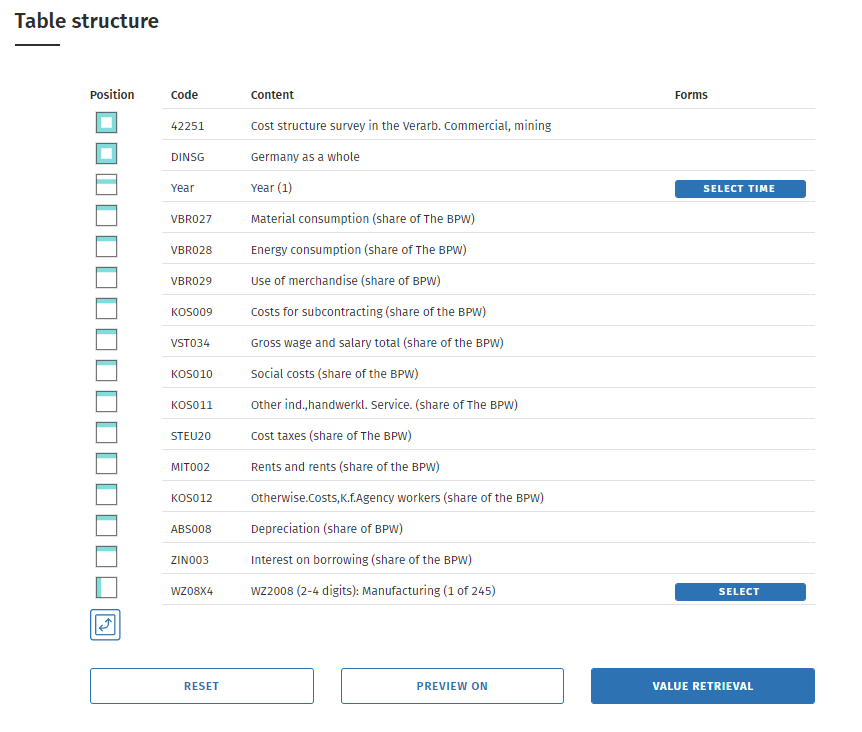 Table structure
Position Code Content Forms
42251 Cost structure survey in the Verarb. Commercial, mining
DINSG Germany as a whole
Year Year (1) SELECT TIME
VBR027 Material consumption (share of The BPW)
VBR028 Energy consumption (share of The BPW)
VBR029 Use of merchandise (share of BPW)
KOS009 Costs for subcontracting (share of the BPW)
VST034 Gross wage and salary total (share of the BPW)
KOS010 Social costs (share of the BPW)
KOS011 Other ind.,handwerkl. Service. (share of The BPW)
STEU20 Cost taxes (share of The BPW)
MIT002 Rents and rents (share of the BPW)
KOS012 Otherwise.Costs,K.f.Agency workers (share of the BPW)
ABS008 Depreciation (share of BPW)
ZIN003 Interest on borrowing (share of the BPW)
WZ08X4 WZ2008 (2-4 digits): Manufacturing (1 of 245) SELECT
RESET PREVIEW ON VALUE RETRIEVAL